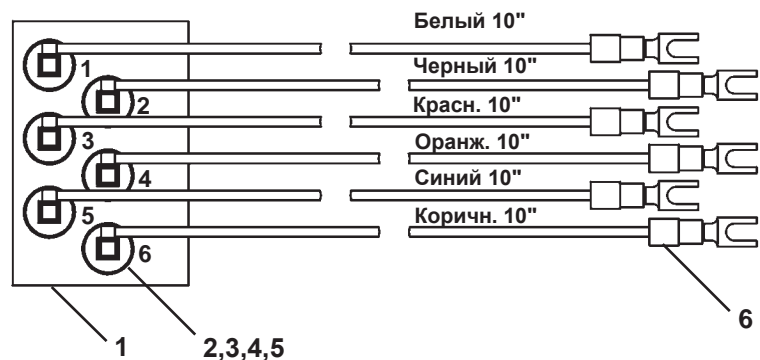 Белый 10"
1
Черный 10"
2
Красн. 10"
3
Оранж. 10"
4
Синий 10"
5
Коричн. 10"
6
6
1
2,3,4,5